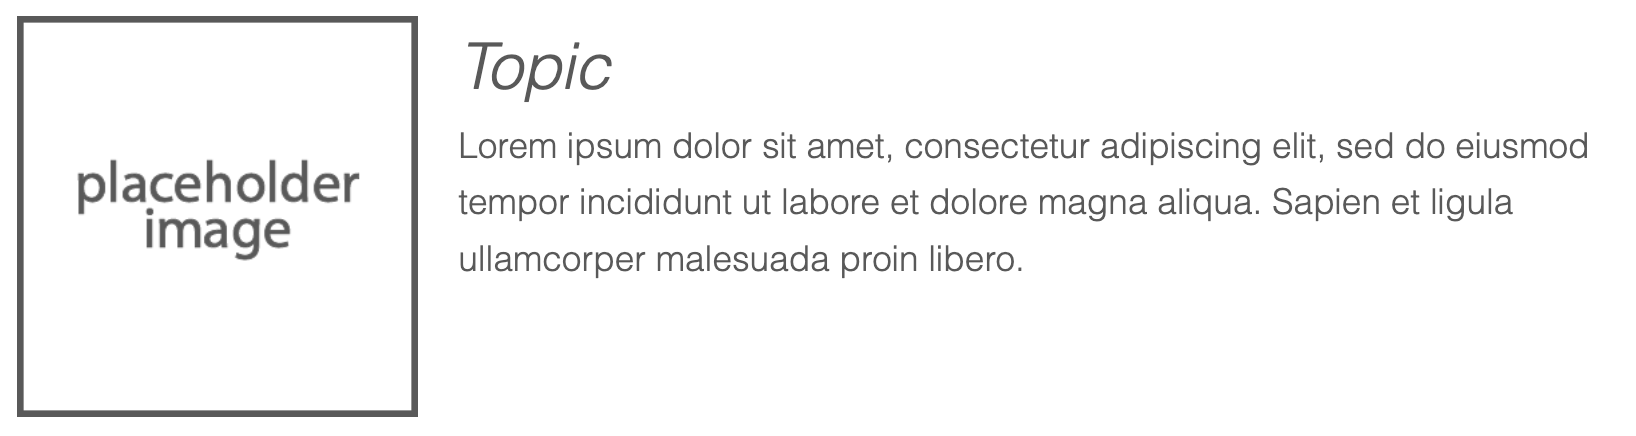 placeholder
image
Topic
Lorem ipsum dolor sit amet, consectetur adipiscing elit, sed do eiusmod
tempor incididunt ut labore et dolore magna aliqua. Sapien et ligula
ullamcorper malesuada proin libero.